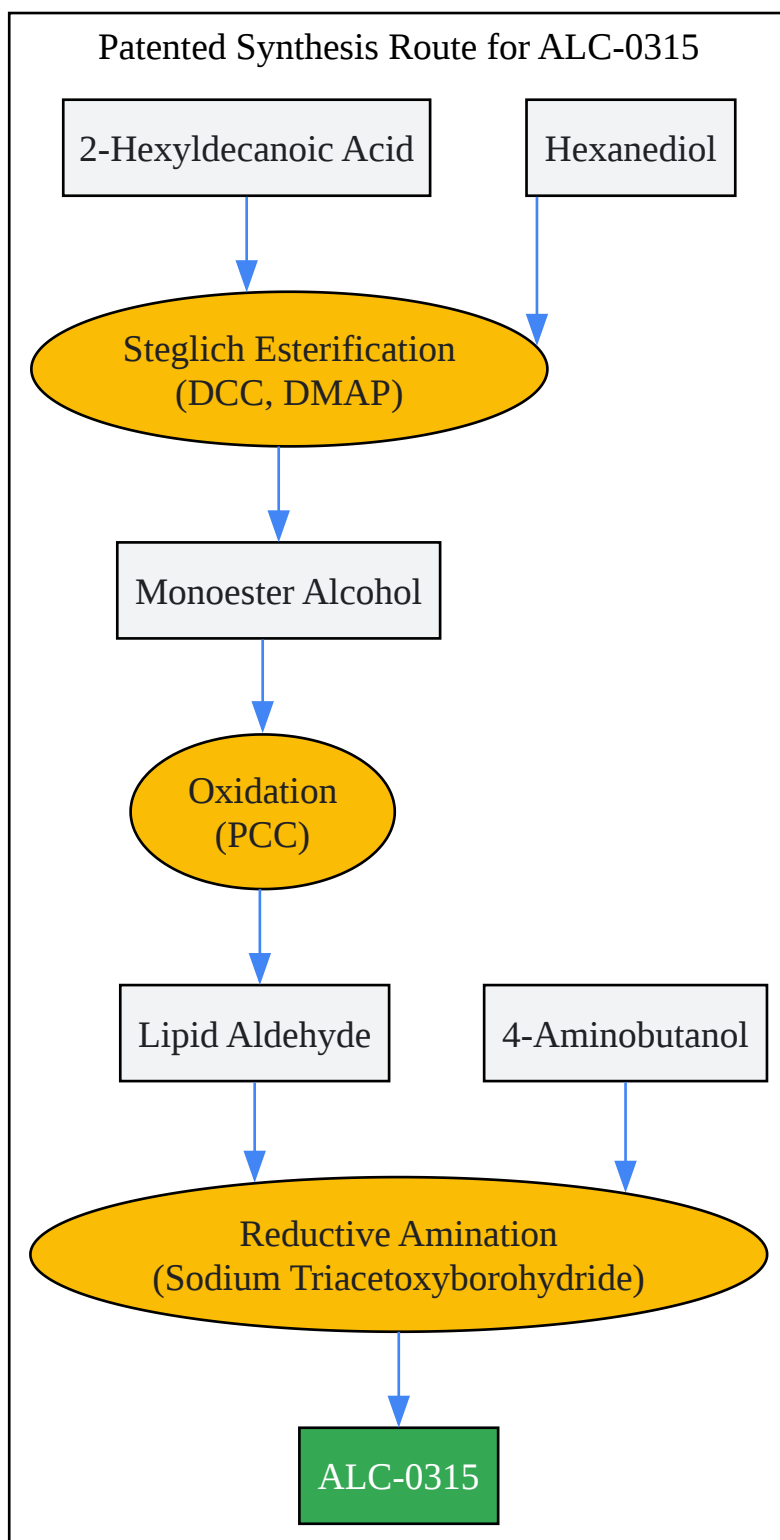 Patented Synthesis Route for ALC-0315
2-Hexyldecanoic Acid
Hexanediol
Steglich Esterification
(DCC, DMAP)
Monoester Alcohol
Oxidation
(PCC)
Lipid Aldehyde
4-Aminobutanol
Reductive Amination
(Sodium Triacetoxyborohydride)
ALC-0315